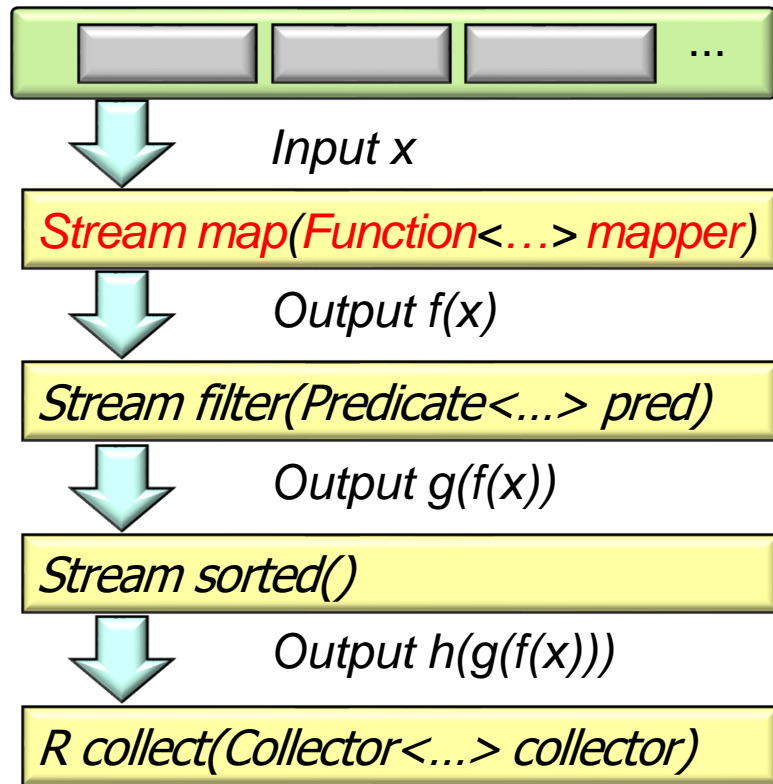 ...
Input x
Stream map(Function<…> mapper)
Output f(x)
Stream filter(Predicate<...> pred)
Output g(f(x))
Stream sorted()
Output h(g(f(x)))
R collect(Collector<...> collector)